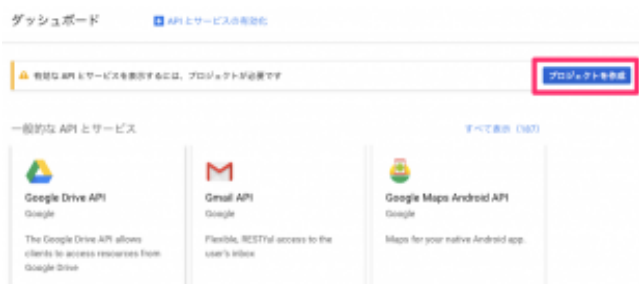 ダッシュボード
API とサービスの有効化
有効な API とサービスを表示するには、プロジェクトが必要です
プロジェクトを作成
一般的な API とサービス
すべて表示 (107)
Google Drive API
Google
The Google Drive API allows
clients to access resources from
Google Drive
Gmail API
Google
Flexible, RESTful access to the
user's inbox
Google Maps Android API
Google
Maps for your native Android app.